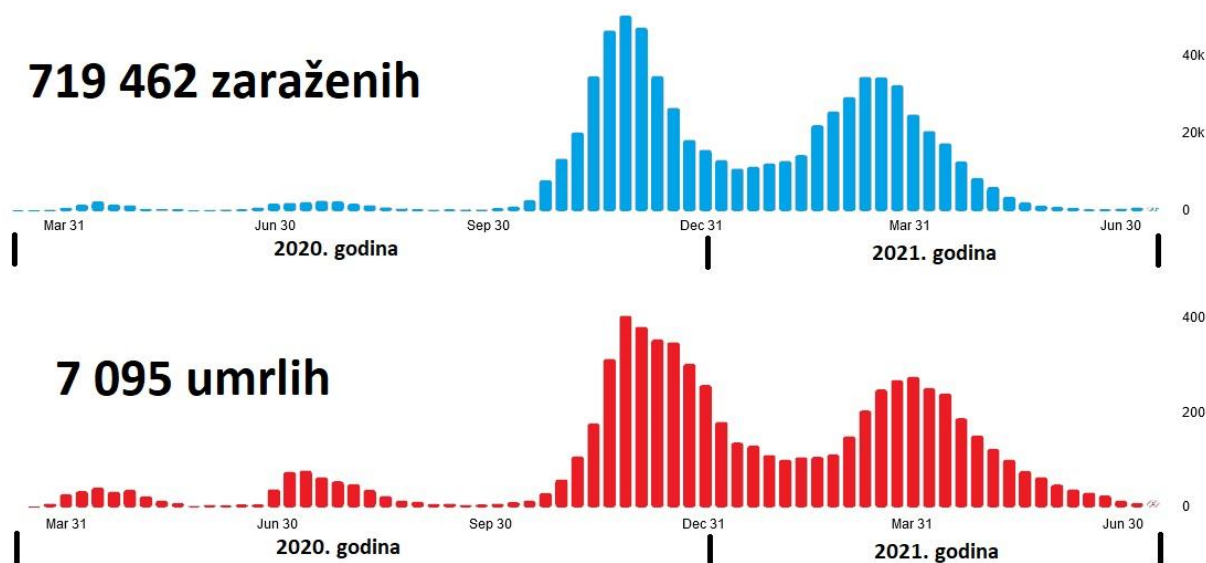 719 462 zaraženih
40k
20k
0
Mar 31 Jun 30 Sep 30 Dec 31 Mar 31 Jun 30
2020. godina 2021. godina
7 095 umrlih
400
200
0
Mar 31 Jun 30 Sep 30 Dec 31 Mar 31 Jun 30
2020. godina 2021. godina